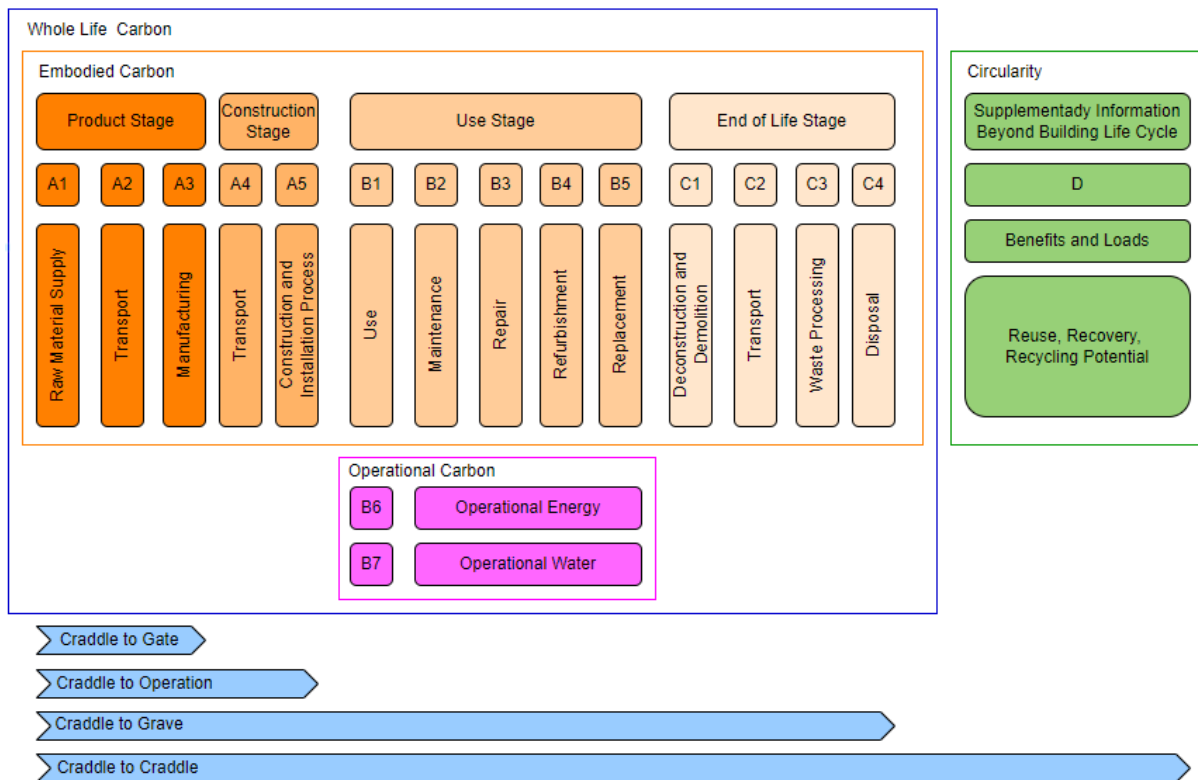 Whole Life Carbon
Embodied Carbon
Circularity
Product Stage
Construction
Stage
Use Stage
End of Life Stage
Supplementady Information
Beyond Building Life Cycle
A1
A2
A3
A4
A5
B1
B2
B3
B4
B5
C1
C2
C3
C4
D
Raw Material Supply
Transport
Manufacturing
Transport
Construction and
Installation Process
Use
Maintenance
Repair
Refurbishment
Replacement
Deconstruction and
Demolition
Transport
Waste Processing
Disposal
Benefits and Loads
Reuse, Recovery,
Recycling Potential
Operational Carbon
B6
Operational Energy
B7
Operational Water
Craddle to Gate
Craddle to Operation
Craddle to Grave
Craddle to Craddle